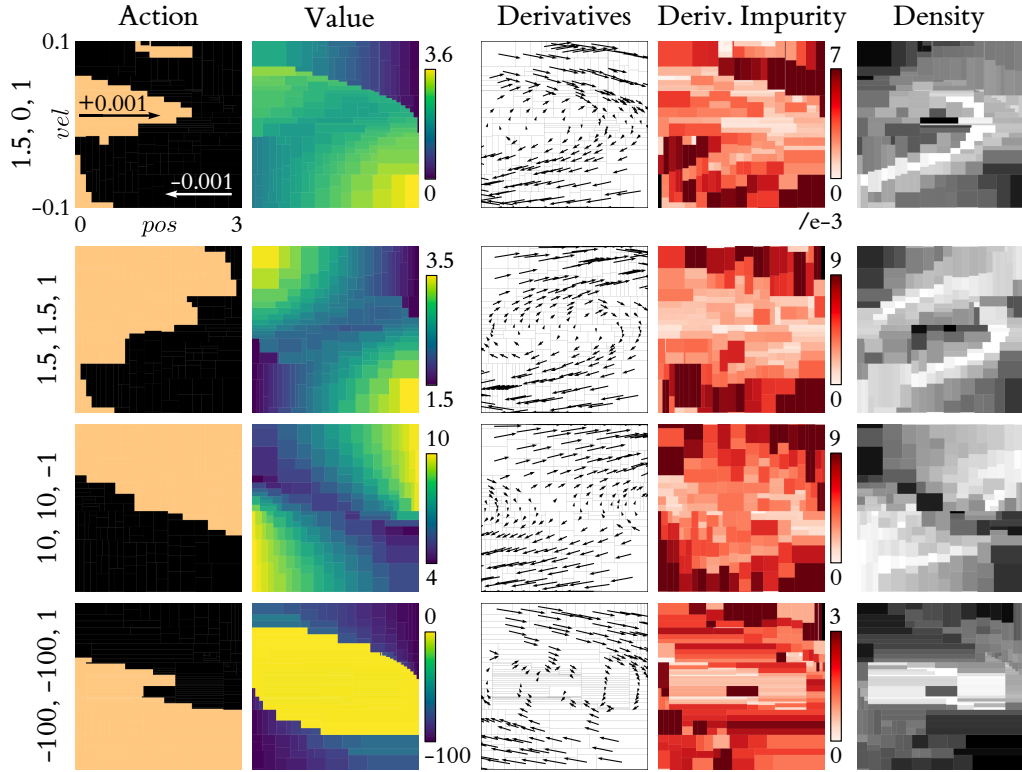 Action Value Derivatives Deriv. Impurity Density
1.5, 0, 1
0.1
vel
-0.1
+0.001
-0.001
0 pos 3
3.6
0
7
0
/e-3
1.5, 1.5, 1
3.5
1.5
9
0
10, 10, -1
10
4
9
0
-100, -100, 1
0
-100
3
0